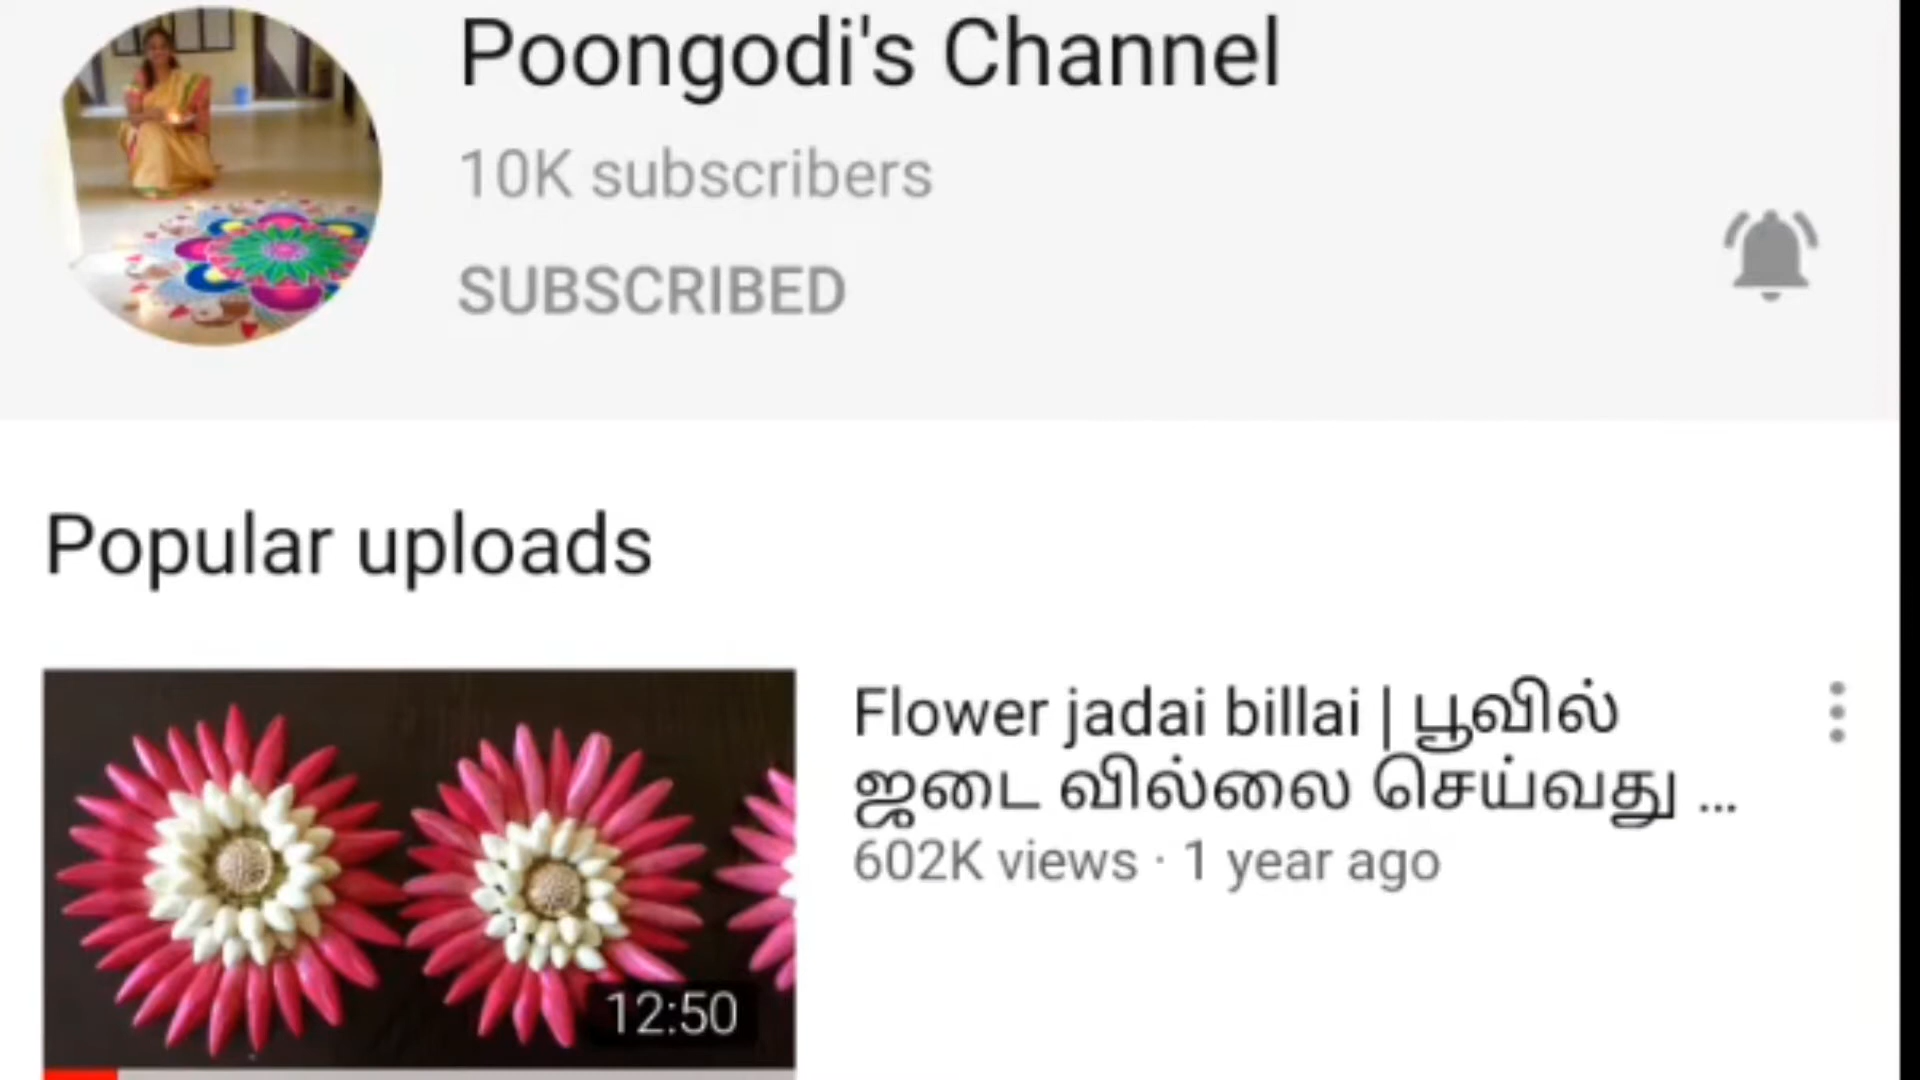 Poongodi's Channel
10K subscribers
SUBSCRIBED
Popular uploads
Flower jadai billai | பூவில்
ஜடை வில்லை செய்வது ...
602K views · 1 year ago
12:50